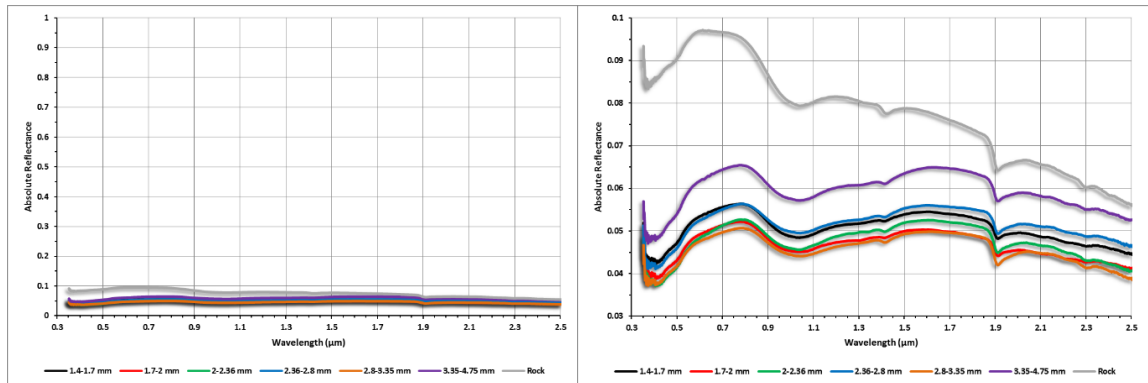 Absolute Reflectance
1
0.9
0.8
0.7
0.6
0.5
0.4
0.3
0.2
0.1
0
0.3 0.5 0.7 0.9 1.1 1.3 1.5 1.7 1.9 2.1 2.3 2.5
Wavelength (µm)
1.4-1.7 mm 1.7-2 mm 2-2.36 mm 2.36-2.8 mm 2.8-3.35 mm 3.35-4.75 mm Rock
Absolute Reflectance
0.1
0.09
0.08
0.07
0.06
0.05
0.04
0.03
0.3 0.5 0.7 0.9 1.1 1.3 1.5 1.7 1.9 2.1 2.3 2.5
Wavelength (µm)
1.4-1.7 mm 1.7-2 mm 2-2.36 mm 2.36-2.8 mm 2.8-3.35 mm 3.35-4.75 mm Rock